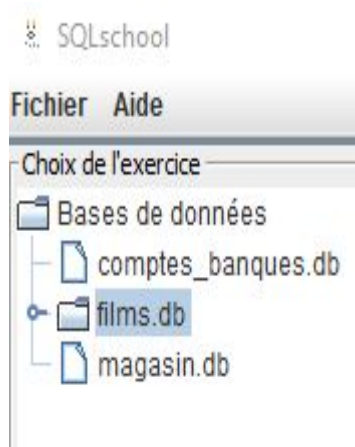 SQLschool
Fichier Aide
Choix de l'exercice
Bases de données
comptes_banques.db
films.db
magasin.db